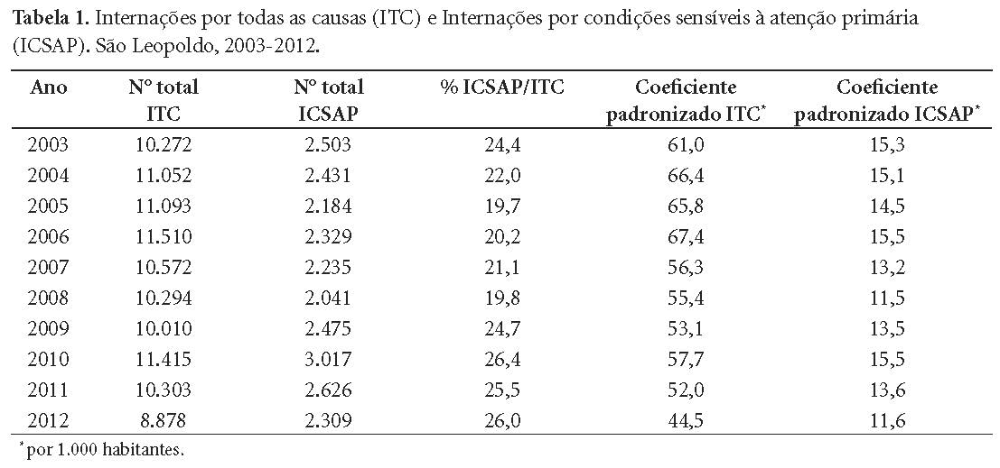 Tabela 1. Internações por todas as causas (ITC) e Internações por condições sensíveis à atenção primária
(ICSAP). São Leopoldo, 2003-2012.
Ano Nº total ITC Nº total ICSAP % ICSAP/ITC Coeficiente padronizado ITC* Coeficiente padronizado ICSAP*
2003 10.272 2.503 24,4 61,0 15,3
2004 11.052 2.431 22,0 66,4 15,1
2005 11.093 2.184 19,7 65,8 14,5
2006 11.510 2.329 20,2 67,4 15,5
2007 10.572 2.235 21,1 56,3 13,2
2008 10.294 2.041 19,8 55,4 11,5
2009 10.010 2.475 24,7 53,1 13,5
2010 11.415 3.017 26,4 57,7 15,5
2011 10.303 2.626 25,5 52,0 13,6
2012 8.878 2.309 26,0 44,5 11,6
* por 1.000 habitantes.